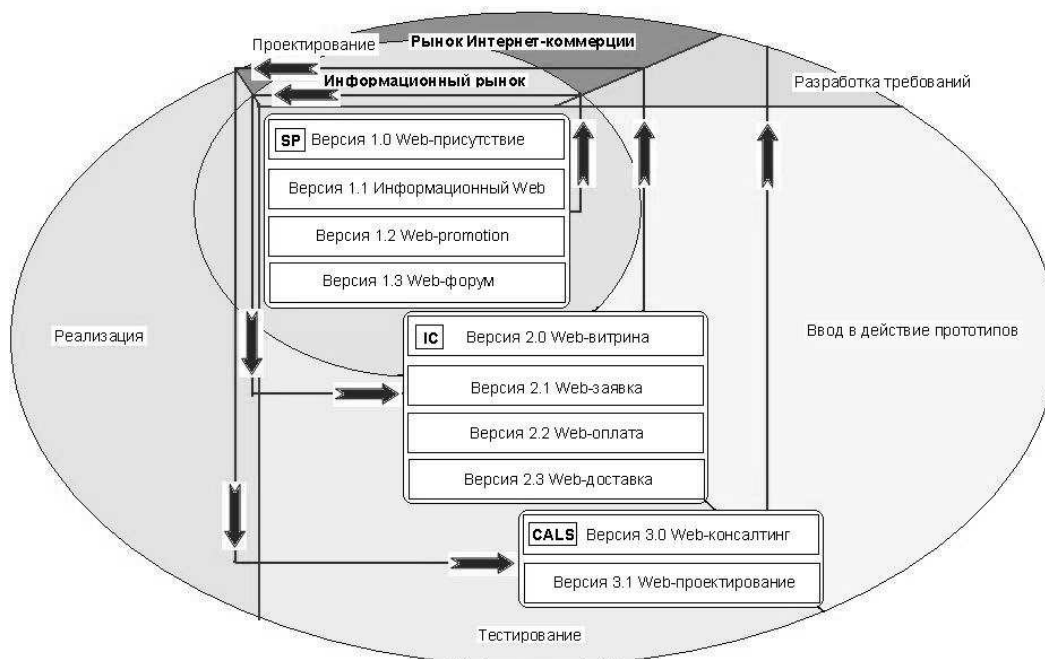 Рынок Интернет-коммерции
Проектирование
Информационный рынок
Разработка требований
SP Версия 1.0 Web-присутствие
Версия 1.1 Информационный Web
Версия 1.2 Web-promotion
Версия 1.3 Web-форум
Реализация
Ввод в действие прототипов
IC Версия 2.0 Web-витрина
Версия 2.1 Web-заявка
Версия 2.2 Web-оплата
Версия 2.3 Web-доставка
CALS Версия 3.0 Web-консалтинг
Версия 3.1 Web-проектирование
Тестирование